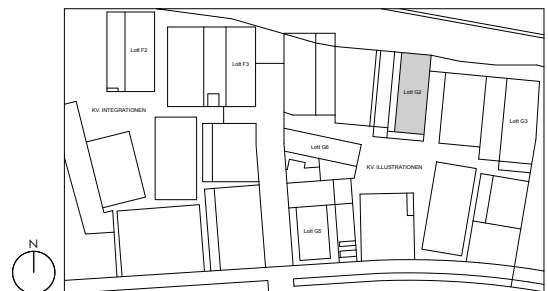 Lott F2
Lott F3
Lott G2
KV. INTEGRATIONEN
Lott G3
Lott G6
KV. ILLUSTRATIONEN
Lott G5
N